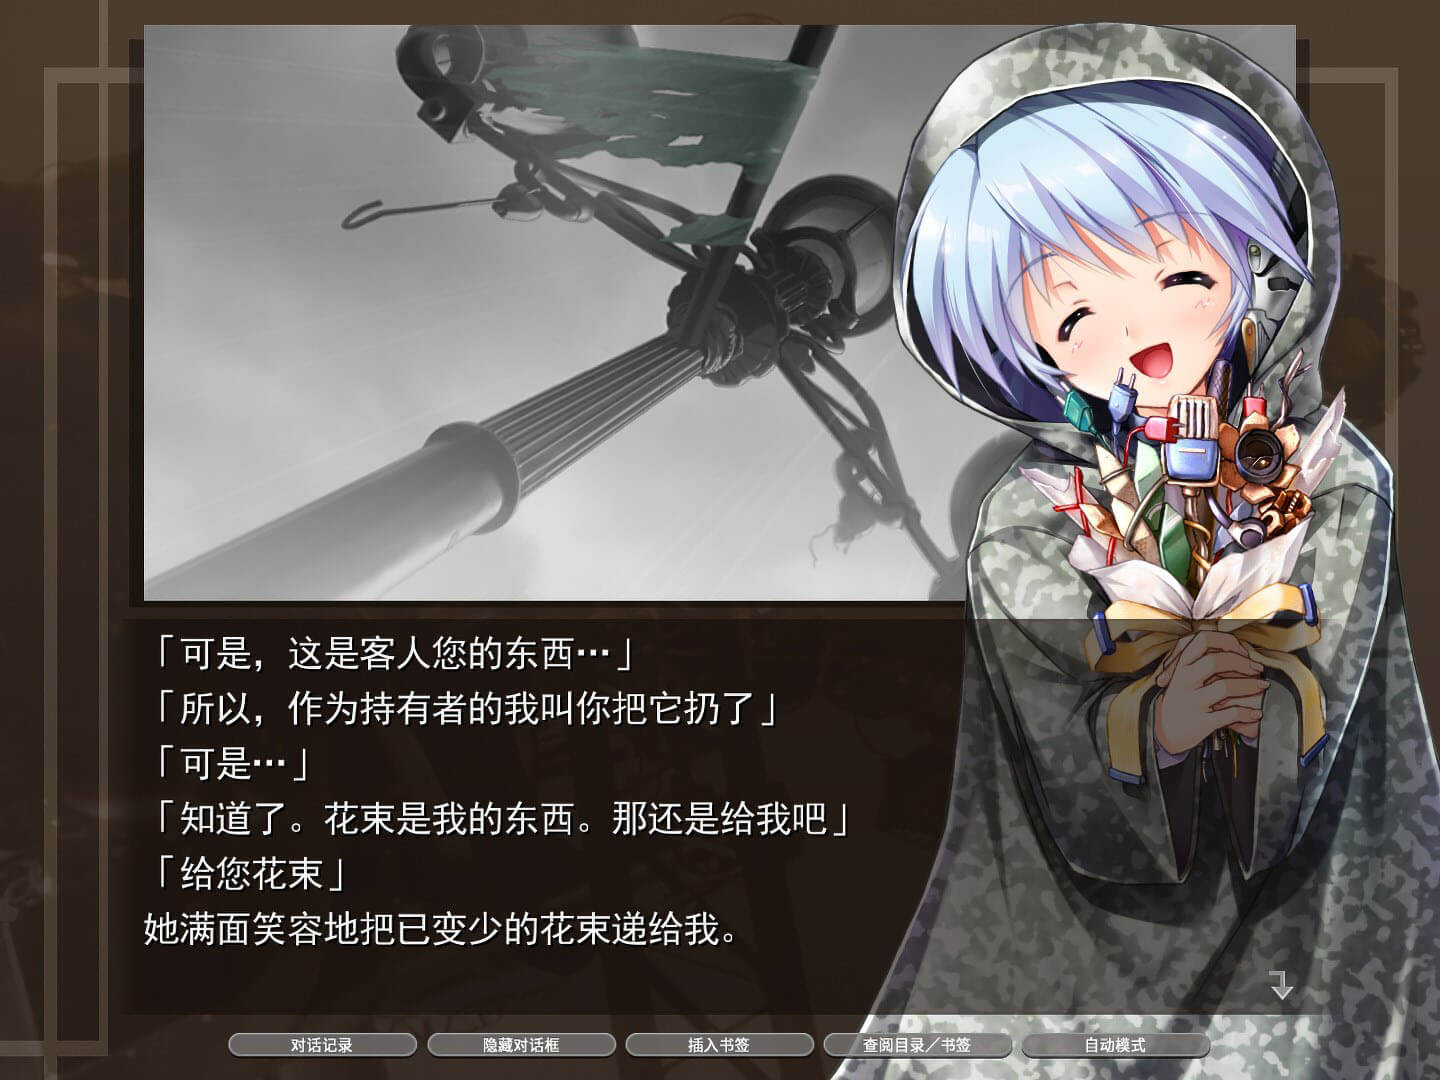 「可是，这是客人您的东西…」
「所以，作为持有者的我叫你把它扔了」
「可是…」
「知道了。花束是我的东西。那还是给我吧」
「给您花束」
她满面笑容地把已变少的花束递给我。
对话记录
隐藏对话框
插入书签
查阅目录／书签
自动模式